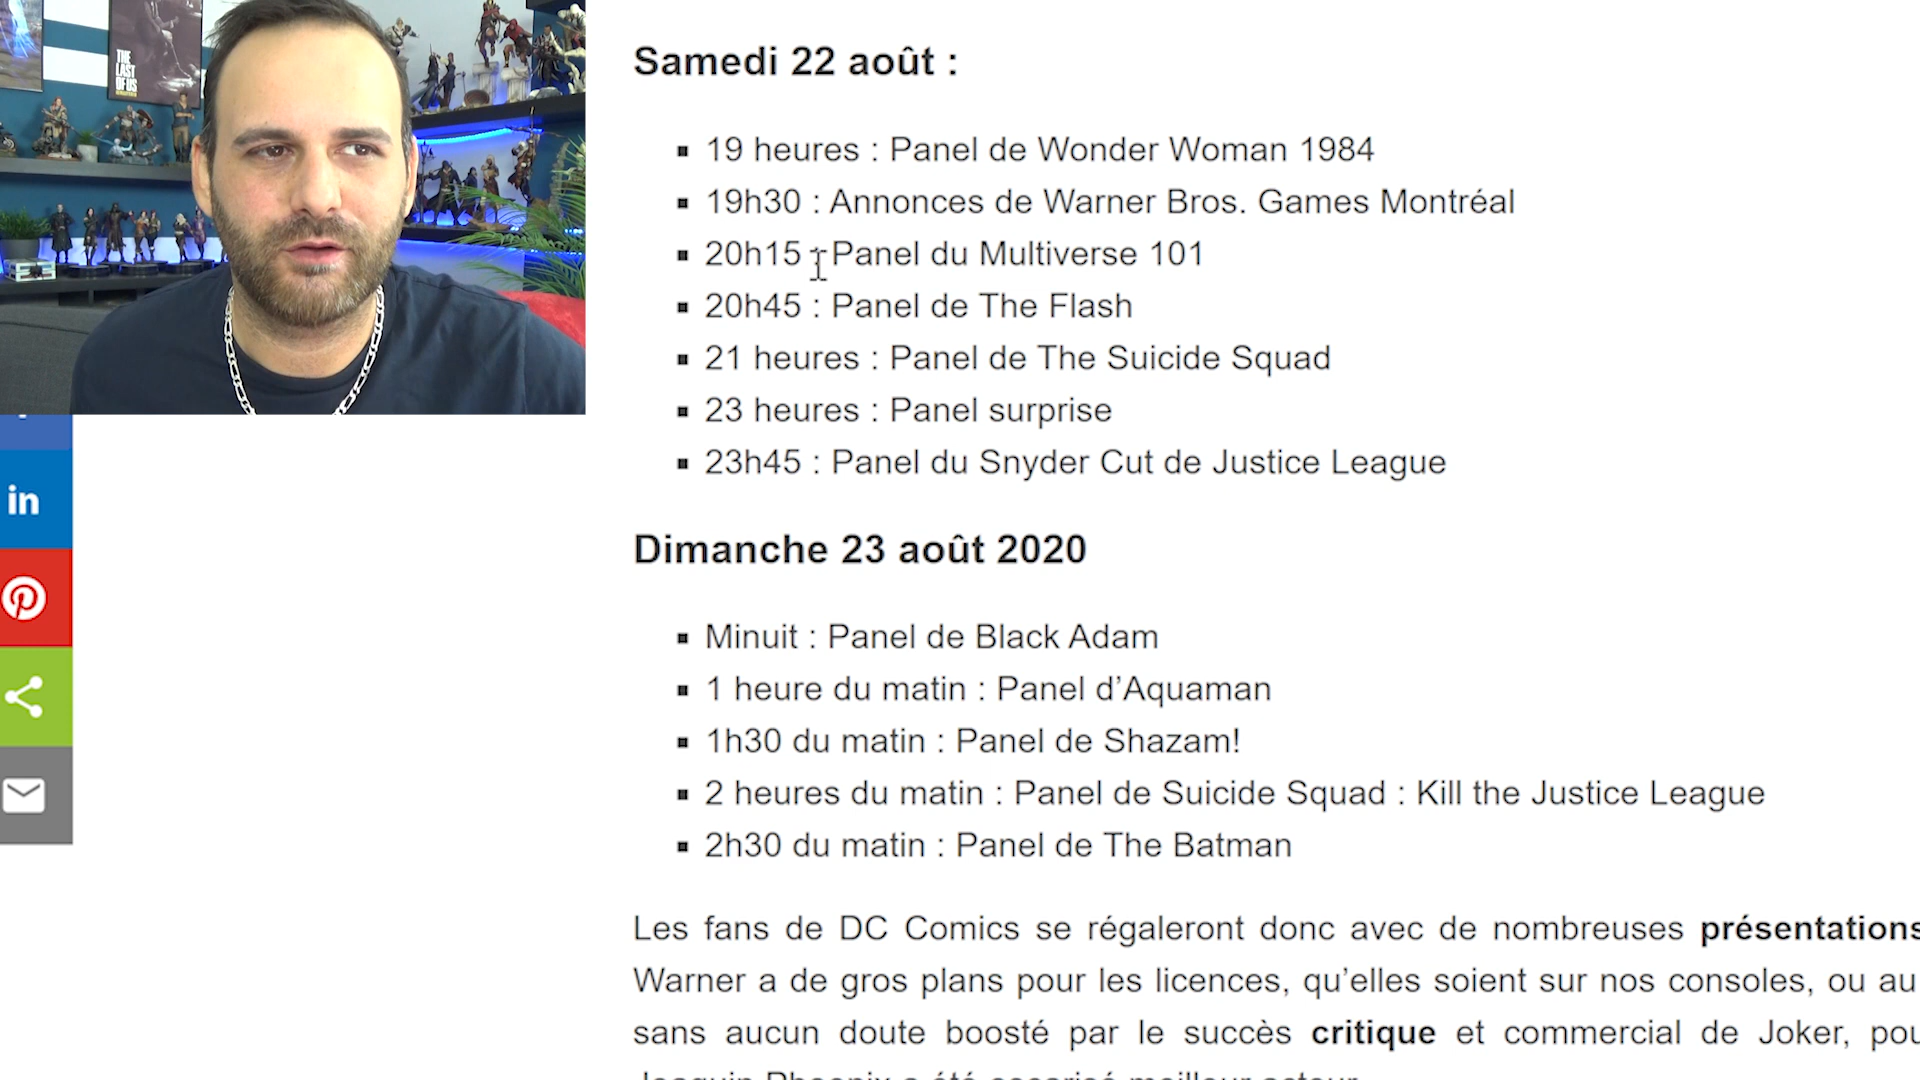 THE
LAST
OF US
Samedi 22 août :
19 heures : Panel de Wonder Woman 1984
19h30 : Annonces de Warner Bros. Games Montréal
20h15 : Panel du Multiverse 101
20h45 : Panel de The Flash
21 heures : Panel de The Suicide Squad
23 heures : Panel surprise
23h45 : Panel du Snyder Cut de Justice League
in
Dimanche 23 août 2020
Minuit : Panel de Black Adam
1 heure du matin : Panel d’Aquaman
1h30 du matin : Panel de Shazam!
2 heures du matin : Panel de Suicide Squad : Kill the Justice League
2h30 du matin : Panel de The Batman
Les fans de DC Comics se régaleront donc avec de nombreuses présentations
Warner a de gros plans pour les licences, qu’elles soient sur nos consoles, ou au
sans aucun doute boosté par le succès critique et commercial de Joker,